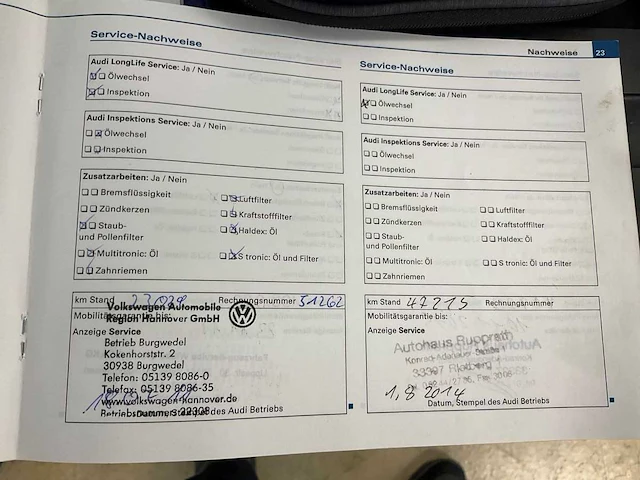 Service-Nachweise
Audi LongLife Service: Ja / Nein
Ölwechsel
Inspektion
Audi Inspektions Service: Ja / Nein
Ölwechsel
Inspektion
Zusatzarbeiten: Ja / Nein
Bremsflüssigkeit
Zündkerzen
Staub-
und Pollenfilter
Multitronic: Öl
Zahnriemen
Luftfilter
Kraftstofffilter
Haldex: Öl
S tronic: Öl und Filter
km Stand Rechnungsnummer 51262
Mobilitätsgarantie bis:
Volkswagen Automobile
Region Hannover GmbH
Anzeige Service
Betrieb Burgwedel
Kokenhorststr. 2
30938 Burgwedel
Telefon: 05139 8086-0
Telefax: 05139 8086-35
www.volkswagen-hannover.de
Datum, Stempel des Audi Betriebs
Nachweise 23
Service-Nachweise
Audi LongLife Service: Ja / Nein
Ölwechsel
Inspektion
Audi Inspektions Service: Ja / Nein
Ölwechsel
Inspektion
Zusatzarbeiten: Ja / Nein
Bremsflüssigkeit
Zündkerzen
Staub-
und Pollenfilter
Multitronic: Öl
Zahnriemen
Luftfilter
Kraftstofffilter
Haldex: Öl
S tronic: Öl und Filter
km Stand 47213 Rechnungsnummer
Mobilitätsgarantie bis:
Anzeige Service
Autohaus Rupprath
33397 Rietberg
1,8 2014
Datum, Stempel des Audi Betriebs